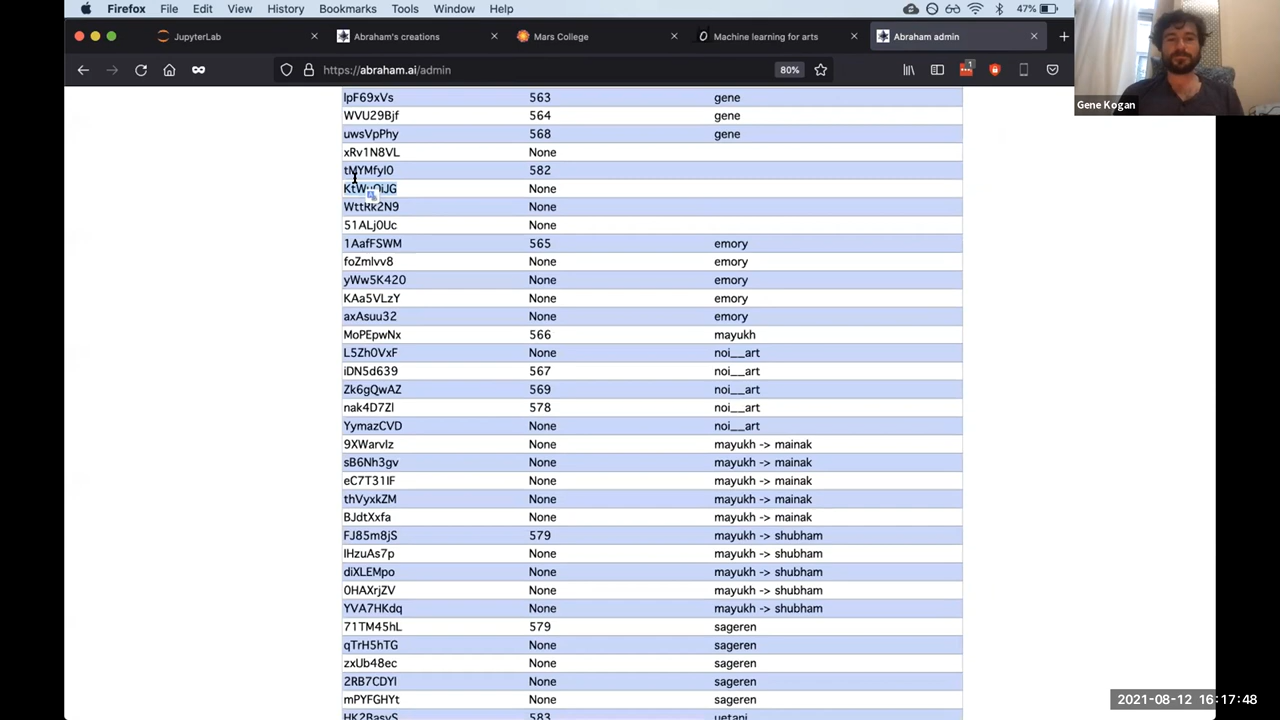 Firefox File Edit View History Bookmarks Tools Window Help 47%
JupyterLab Abraham's creations Mars College Machine learning for arts Abraham admin
https://abraham.ai/admin 80% 1
Gene Kogan
lpF69xVs 563 gene
WVU29Bjf 564 gene
uwsVpPhy 568 gene
xRv1N8VL None
tMYMfyI0 582
None
WttRk2N9 None
51ALj0Uc None
1AafFSWM 565 emory
foZmlvv8 None emory
yWw5K420 None emory
KAa5VLzY None emory
axAsuu32 None emory
MoPEpwNx 566 mayukh
L5Zh0VxF None noi__art
iDN5d639 567 noi__art
Zk6gQwAZ 569 noi__art
nak4D7Zl 578 noi__art
YymazCVD None noi__art
9XWarvIz None mayukh -> mainak
sB6Nh3gv None mayukh -> mainak
eC7T31IF None mayukh -> mainak
thVyxkZM None mayukh -> mainak
BJdtXxfa None mayukh -> mainak
FJ85m8jS 579 mayukh -> shubham
IHzuAs7p None mayukh -> shubham
diXLEMpo None mayukh -> shubham
0HAXrjZV None mayukh -> shubham
YVA7HKdq None mayukh -> shubham
71TM45hL 579 sageren
qTrH5hTG None sageren
zxUb48ec None sageren
2RB7CDYI None sageren
mPYFGHYt None sageren
HK2RasyS 583 uetani
2021-08-12 16:17:48